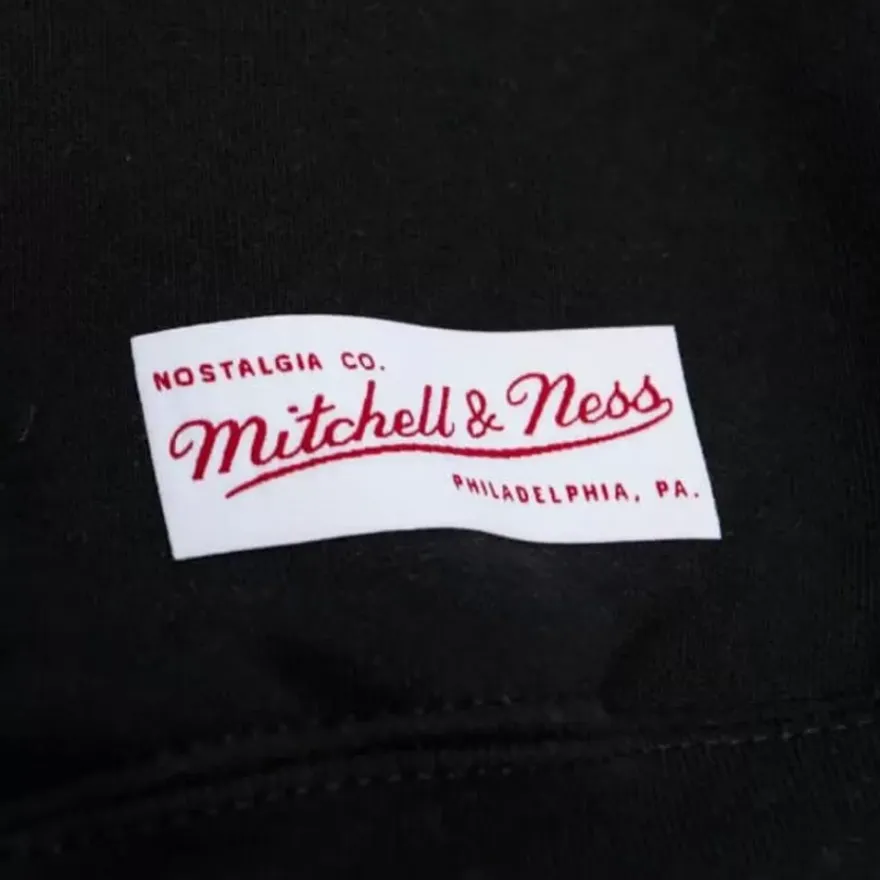 NOSTALGIA CO.
Mitchell & Ness
PHILADELPHIA, PA.